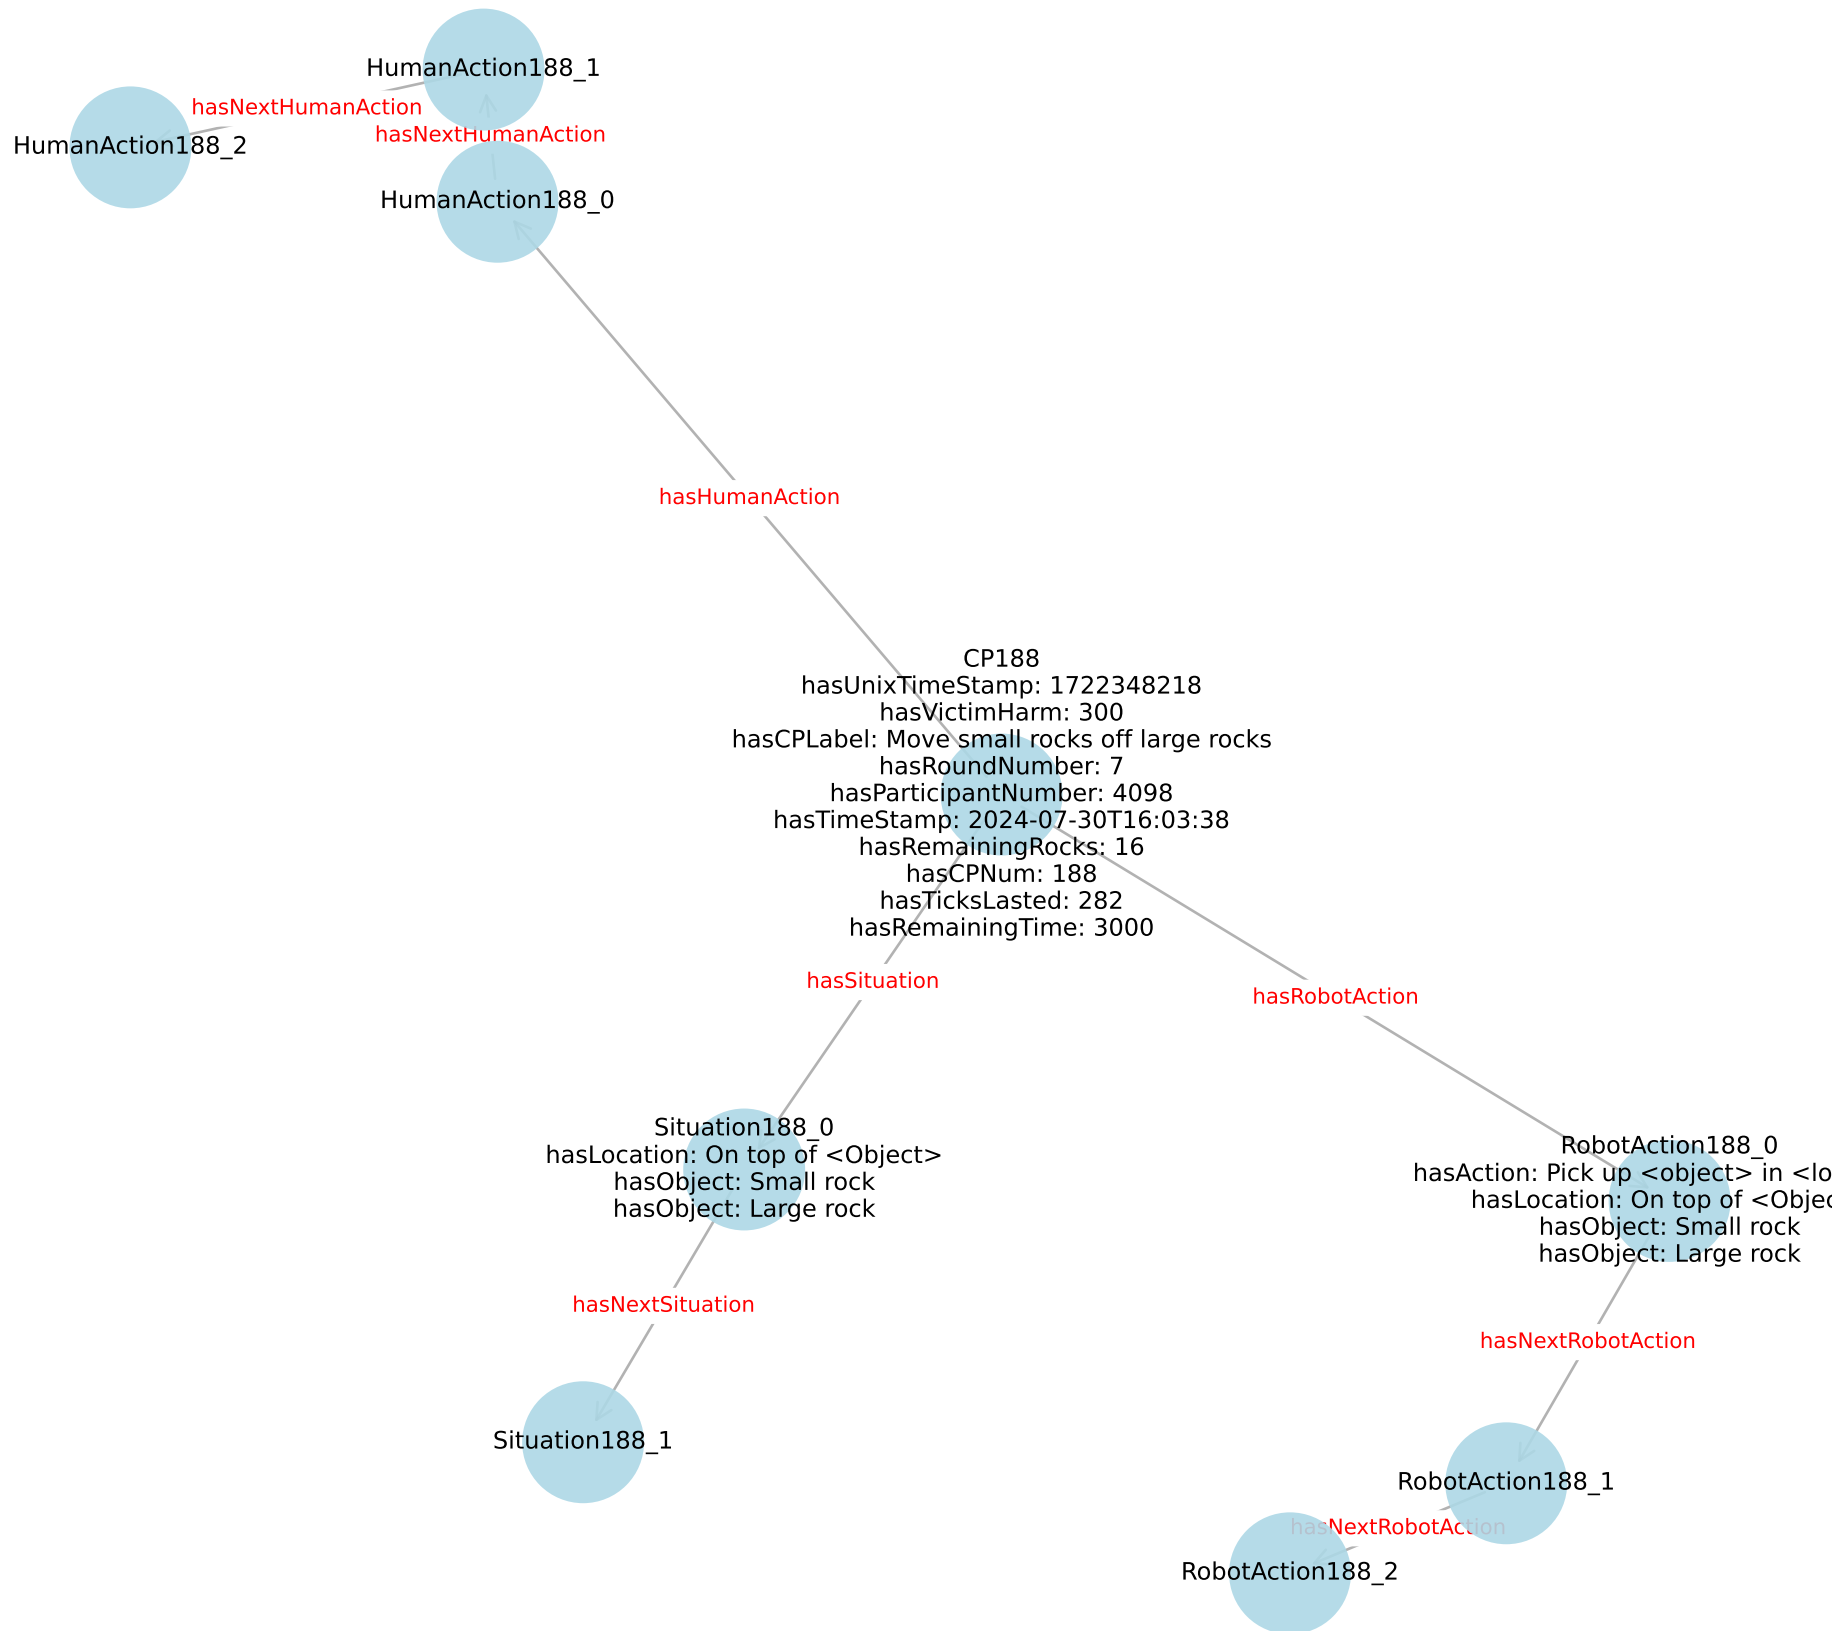 HumanAction188_1
hasNextHumanAction
hasNextHumanAction
HumanAction188_2
HumanAction188_0
hasHumanAction
CP188
hasUnixTimeStamp: 1722348218
hasVictimHarm: 300
hasCPLabel: Move small rocks off large rocks
hasRoundNumber: 7
hasParticipantNumber: 4098
hasTimeStamp: 2024-07-30T16:03:38
hasRemainingRocks: 16
hasCPNum: 188
hasTicksLasted: 282
hasRemainingTime: 3000
hasSituation
hasRobotAction
Situation188_0
hasLocation: On top of <Object>
hasObject: Small rock
hasObject: Large rock
RobotAction188_0
hasAction: Pick up <object> in <lo
hasLocation: On top of <Objec
hasObject: Small rock
hasObject: Large rock
hasNextSituation
hasNextRobotAction
Situation188_1
RobotAction188_1
hasNextRobotAction
RobotAction188_2